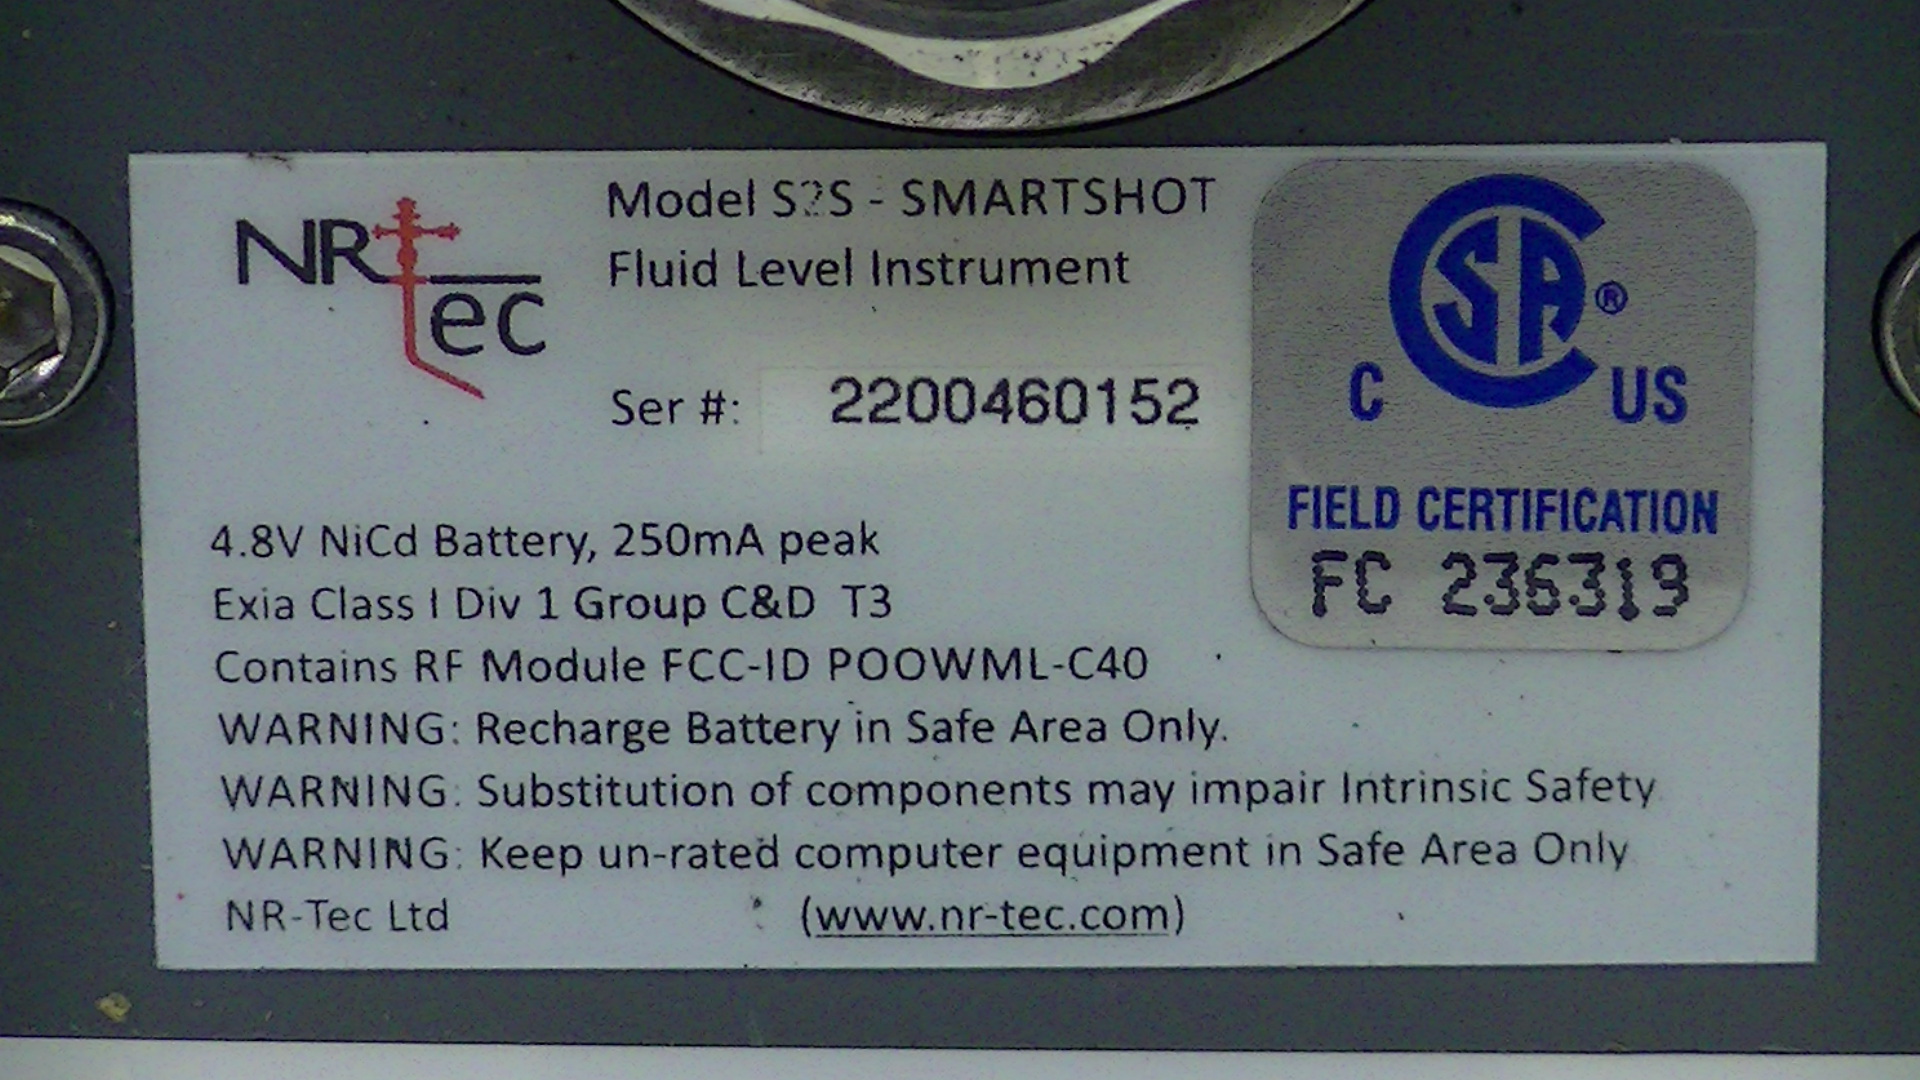 NRtec
Model S2S - SMARTSHOT
Fluid Level Instrument
Ser #: 2200460152
CSA®
C US
FIELD CERTIFICATION
FC 236319
4.8V NiCd Battery, 250mA peak
Exia Class I Div 1 Group C&D T3
Contains RF Module FCC-ID POOWML-C40
WARNING: Recharge Battery in Safe Area Only.
WARNING: Substitution of components may impair Intrinsic Safety
WARNING: Keep un-rated computer equipment in Safe Area Only
NR-Tec Ltd (www.nr-tec.com)